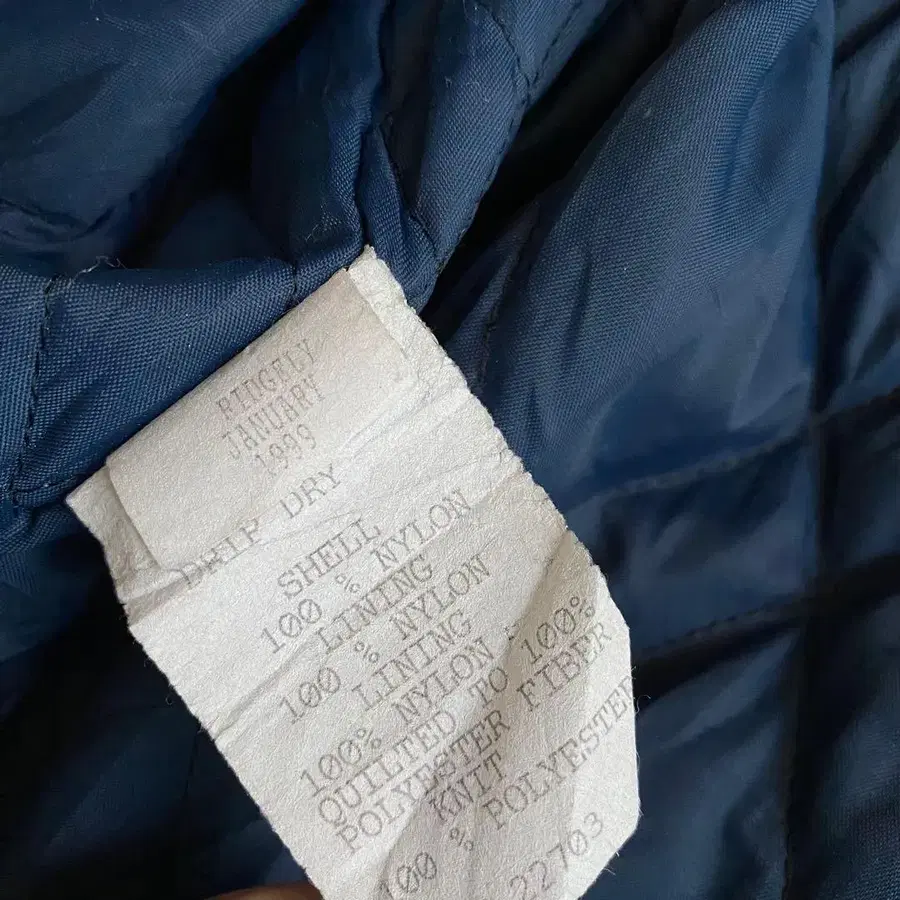 RIDGELY
JANUARY
1999
DRIP DRY
SHELL
100 % NYLON
LINING
100 % NYLON
LINING
100% NYLON
QUILTED TO 100%
POLYESTER FIBER
KNIT
100 % POLYESTER
22703